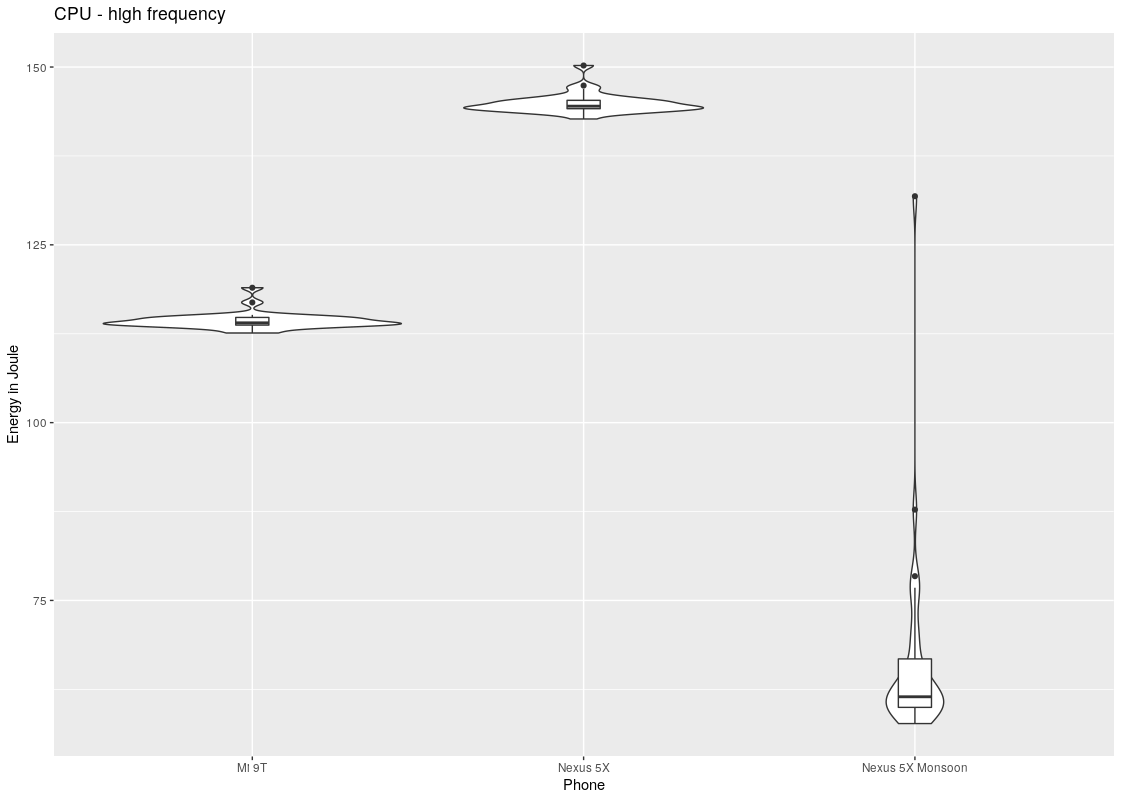 CPU - high frequency
150
125
100
75
Energy in Joule
MI 9T
Nexus 5X
Nexus 5X Monsoon
Phone